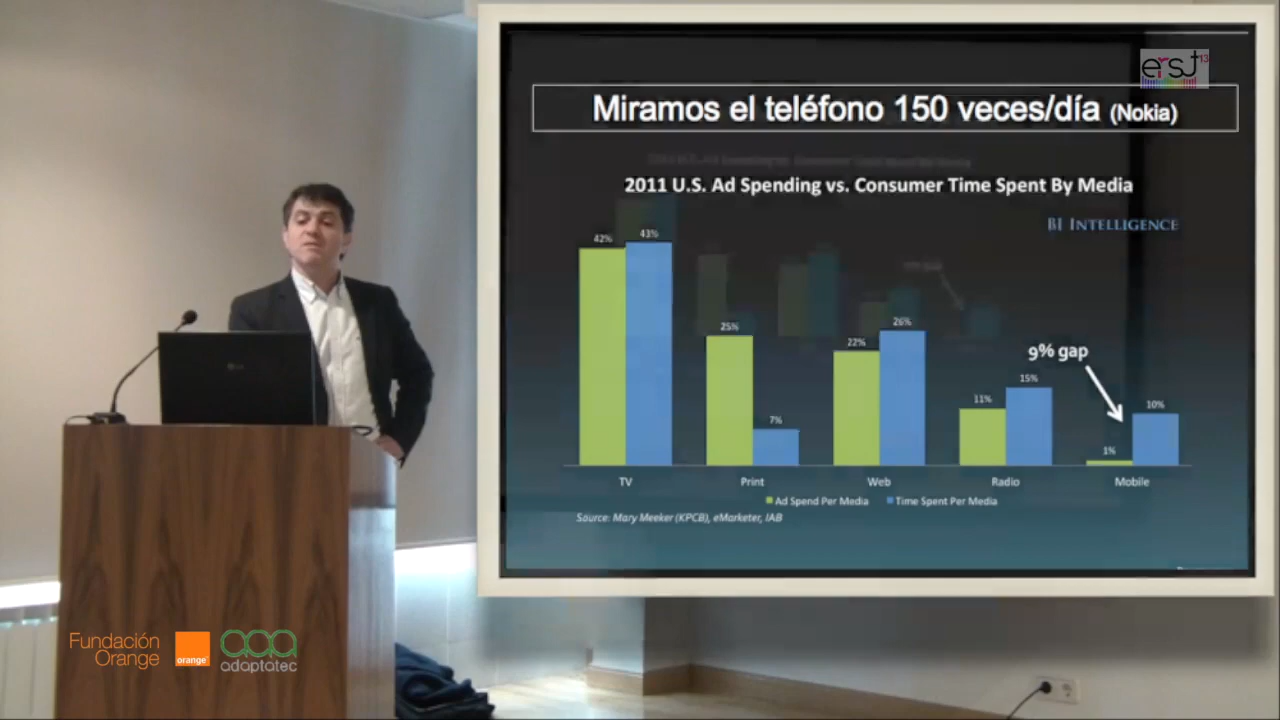 erst 13
Miramos el teléfono 150 veces/día (Nokia)
2011 U.S. Ad Spending vs. Consumer Time Spent By Media
BI INTELLIGENCE
42%
43%
25%
7%
22%
26%
11%
15%
9% gap
1%
10%
TV
Print
Web
Radio
Mobile
Ad Spend Per Media
Time Spent Per Media
Source: Mary Meeker (KPCB), eMarketer, IAB
Fundación
Orange
orange
adaptatec